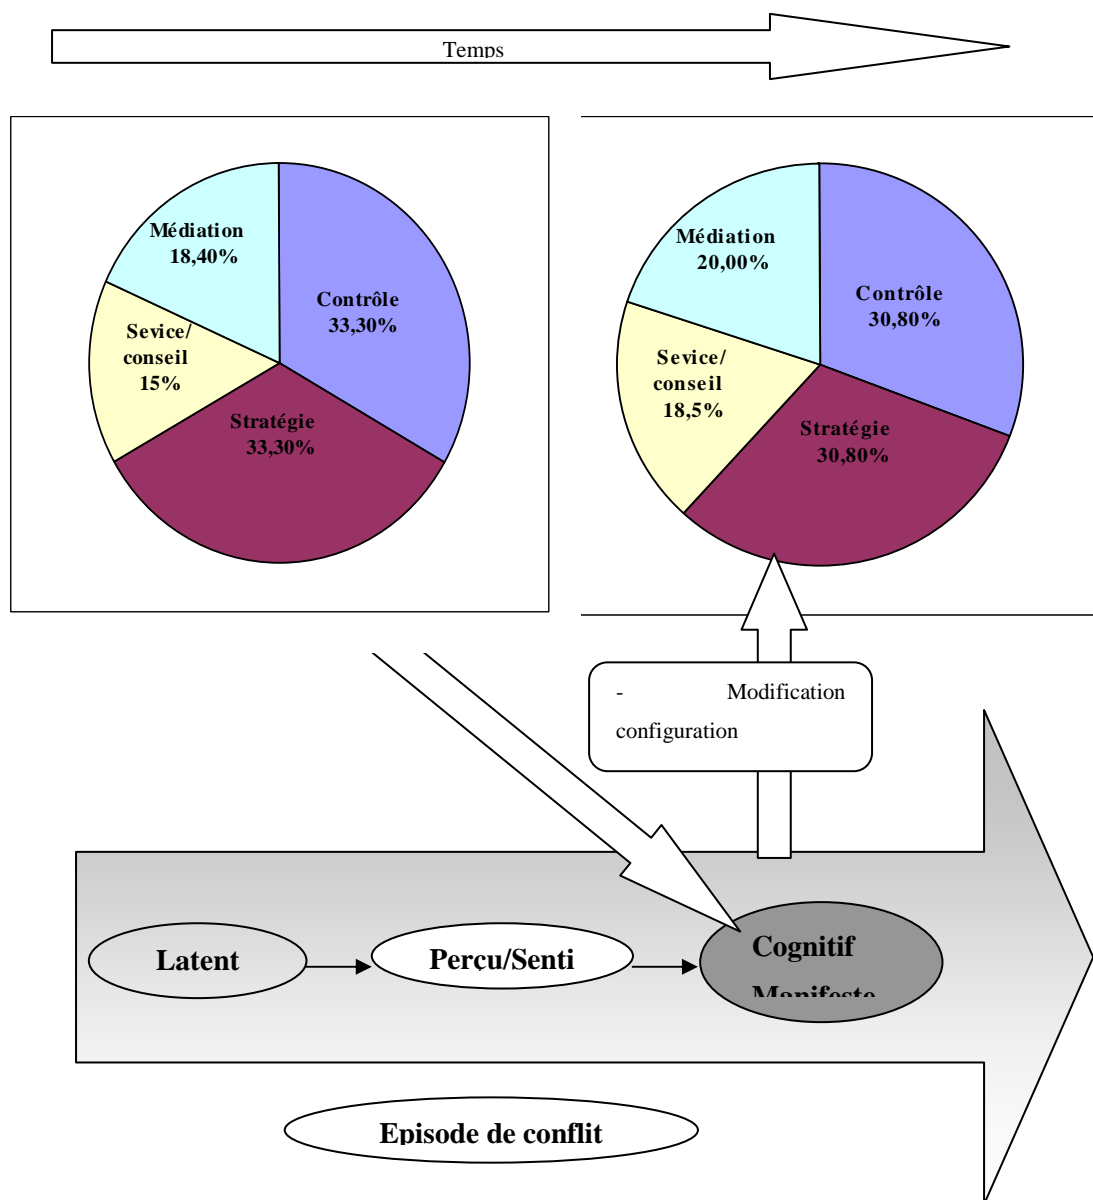 Temps
Médiation
18,40%
Contrôle
33,30%
Sevice/
conseil
15%
Stratégie
33,30%
Médiation
20,00%
Contrôle
30,80%
Sevice/
conseil
18,5%
Stratégie
30,80%
- Modification
configuration
Latent
Perçu/Senti
Cognitif
Manifeste
Episode de conflit